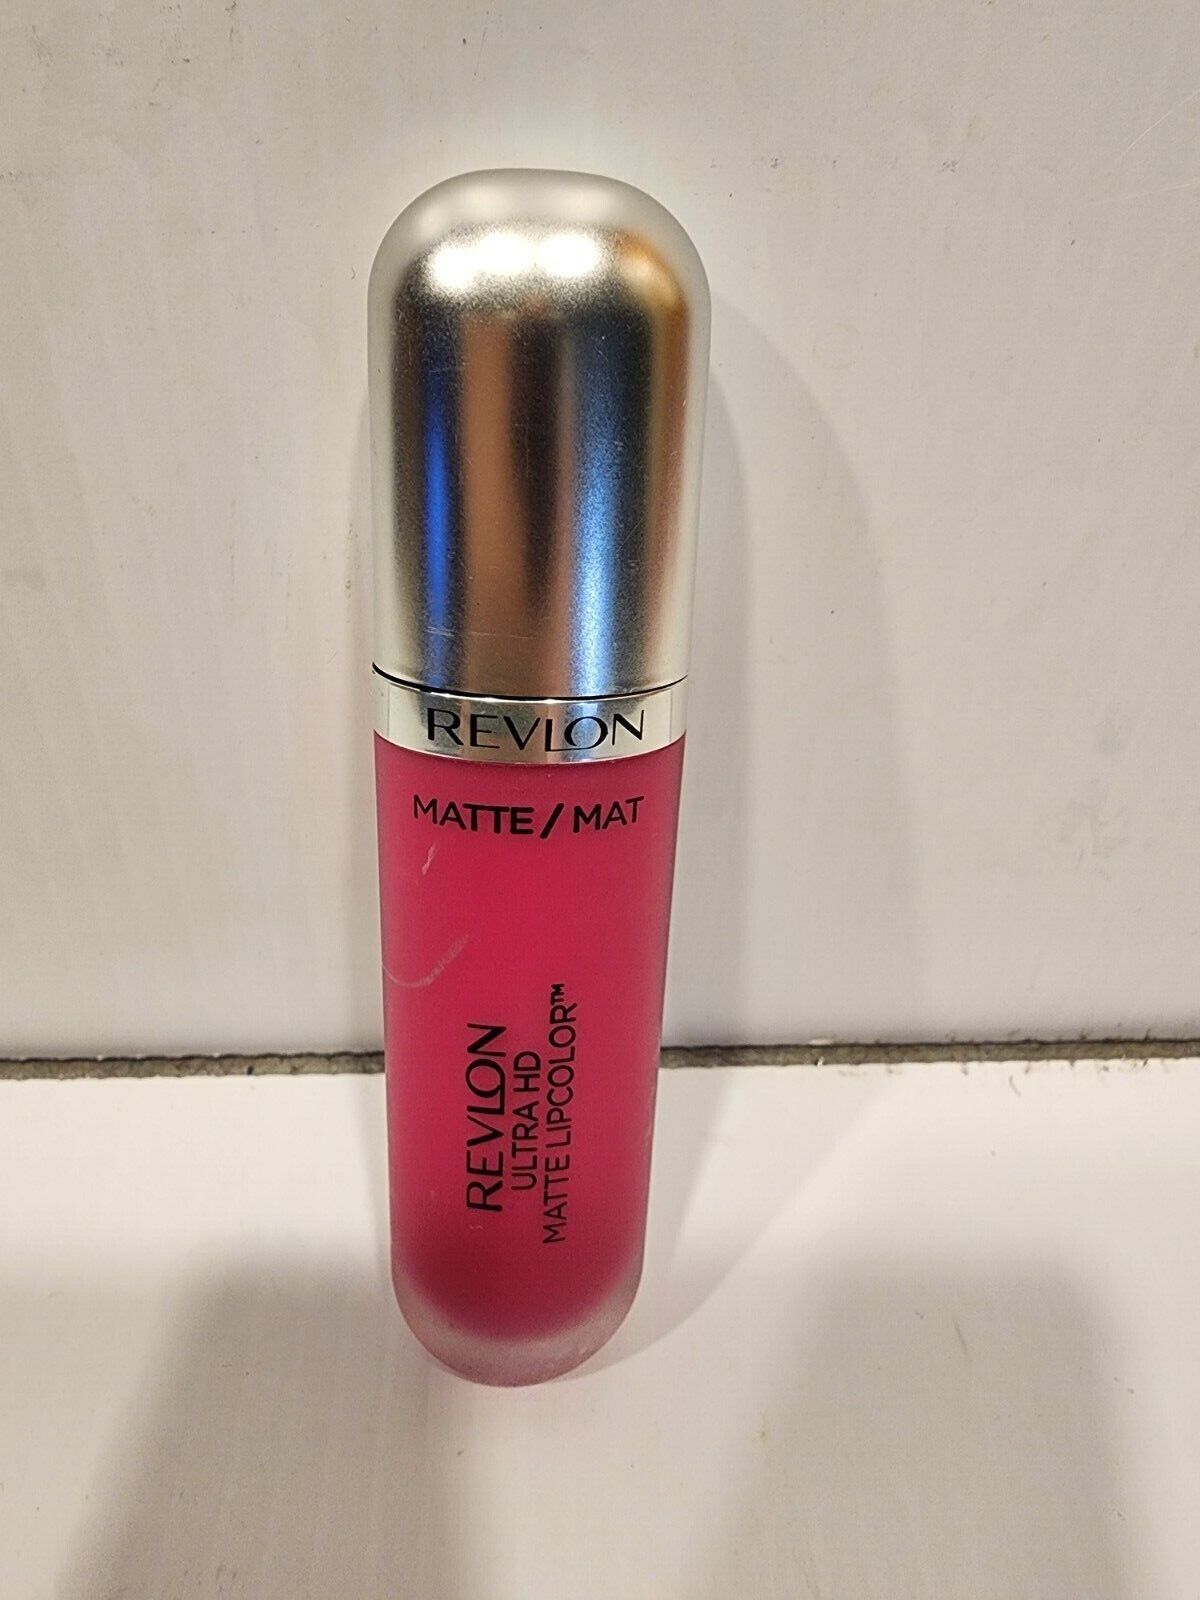 REVLON
MATTE / MAT
REVLON
ULTRA HD
MATTE LIPCOLOR™